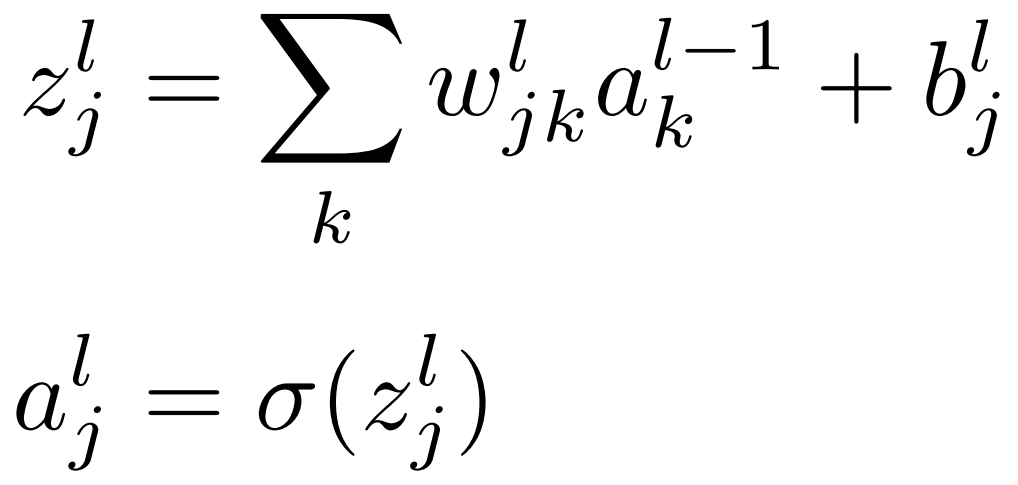 $z_j^l = \sum_k w_{jk}^l a_k^{l-1} + b_j^l$
$a_j^l = \sigma(z_j^l)$